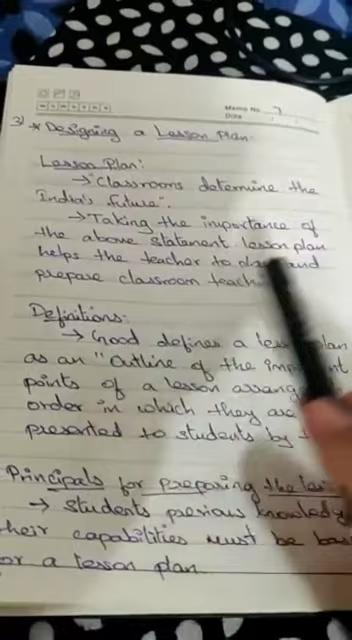 Memo No. 7
Date
3) * Designing a Lesson Plan:
Lesson Plan:
→ "Classrooms determine the
India's future".
→ Taking the importance of
the above statement lesson plan
helps the teacher to and
prepare classroom
Definitions:
→ Good defines a plan
as an "outline of the
points of a lesson
order in which they are
presented to students by
Principals for preparing the
→ Students previous
their capabilities must be
for a lesson plan